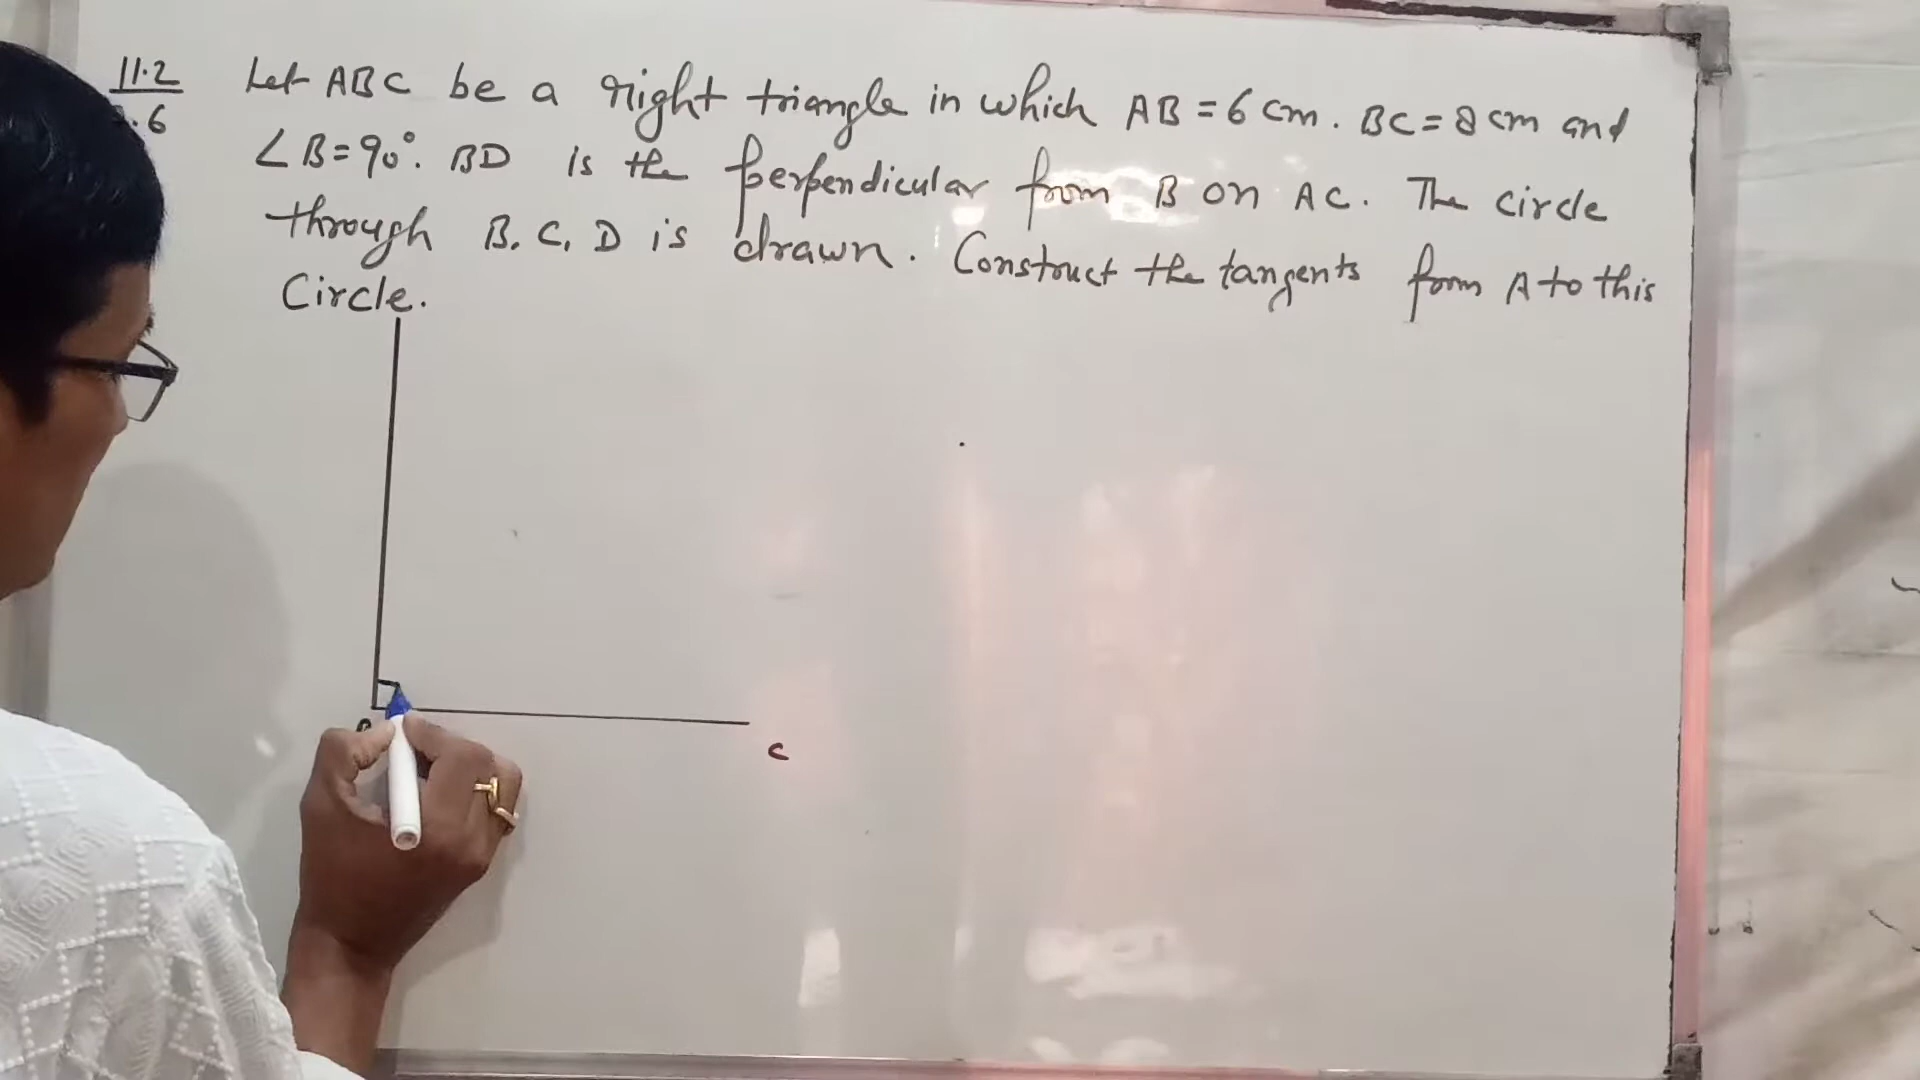 11.2 Let ABC be a right triangle in which AB = 6 cm. BC = 8 cm and
.6 ∠B = 90°. BD is the perpendicular from B on AC. The circle
through B, C, D is drawn. Construct the tangents form A to this
Circle.
C